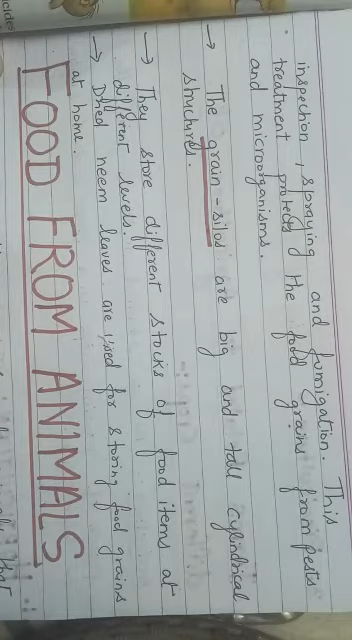 inspection, spraying and fumigation. This
treatment protects the food grains from pests
and microorganisms.
→ The grain-silos are big and tall cylindrical
structures.
→ They store different stocks of food items at
different levels.
→ Dried neem leaves are used for storing food grains
at home.
FOOD FROM ANIMALS